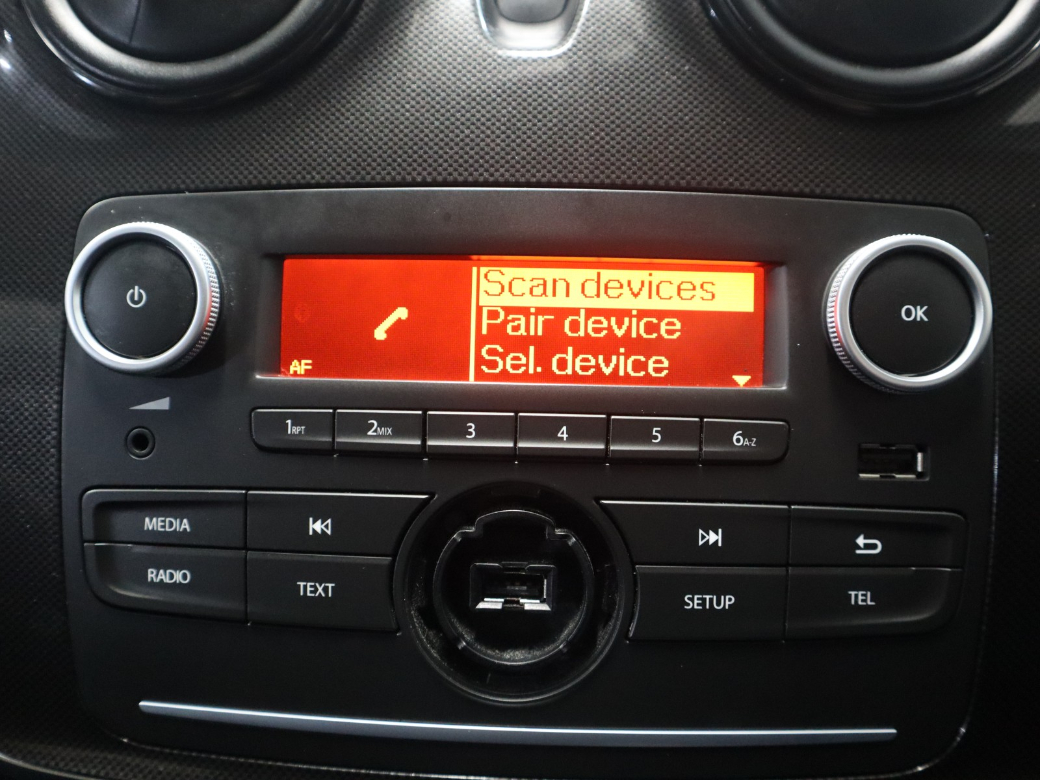 Scan devices
Pair device
Sel. device
AF
OK
1RPT 2MIX 3 4 5 6A-Z
MEDIA
RADIO
TEXT
SETUP
TEL